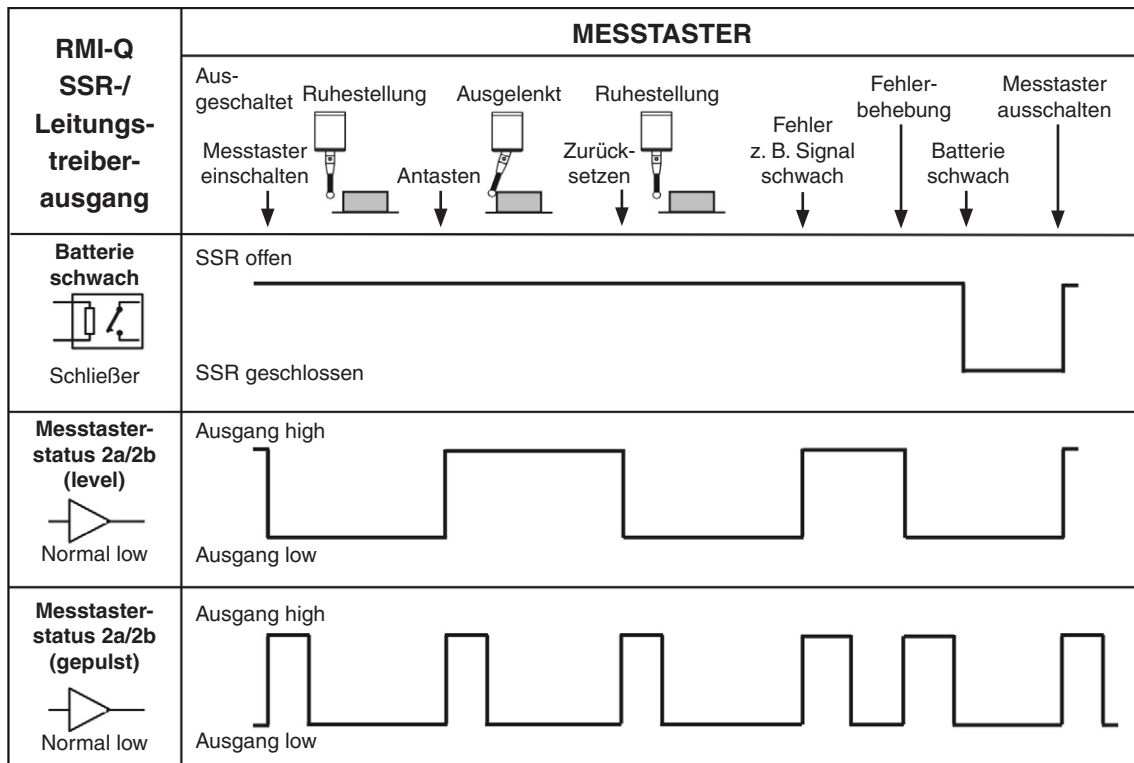 RMI-Q
SSR-/
Leitungs-
treiber-
ausgang
MESSTASTER
Aus-
geschaltet
Messtaster
einschalten
Ruhestellung
Antasten
Ausgelenkt
Zurück-
setzen
Ruhestellung
Fehler
z. B. Signal
schwach
Fehler-
behebung
Batterie
schwach
Messtaster
ausschalten
Batterie
schwach
Schließer
SSR offen
SSR geschlossen
Messtaster-
status 2a/2b
(level)
Normal low
Ausgang high
Ausgang low
Messtaster-
status 2a/2b
(gepulst)
Normal low
Ausgang high
Ausgang low